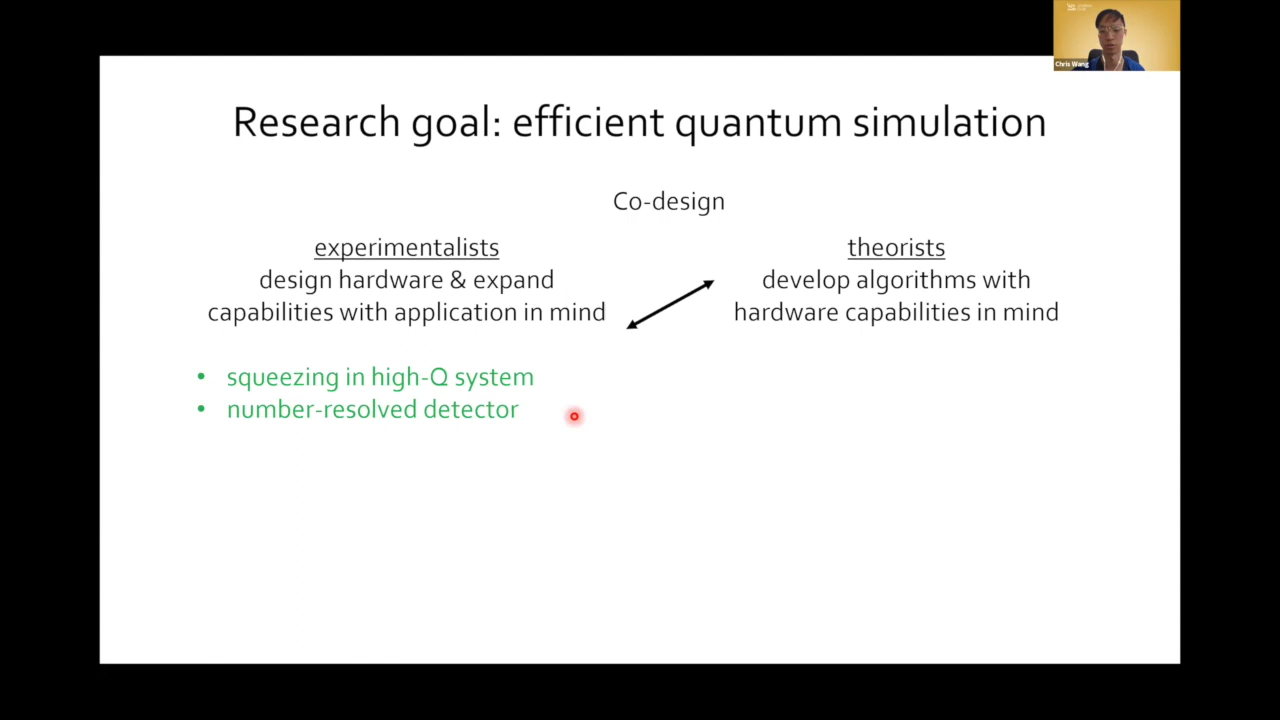 Chris Wang
Research goal: efficient quantum simulation
Co-design
experimentalists
design hardware & expand
capabilities with application in mind
theorists
develop algorithms with
hardware capabilities in mind
• squeezing in high-Q system
• number-resolved detector